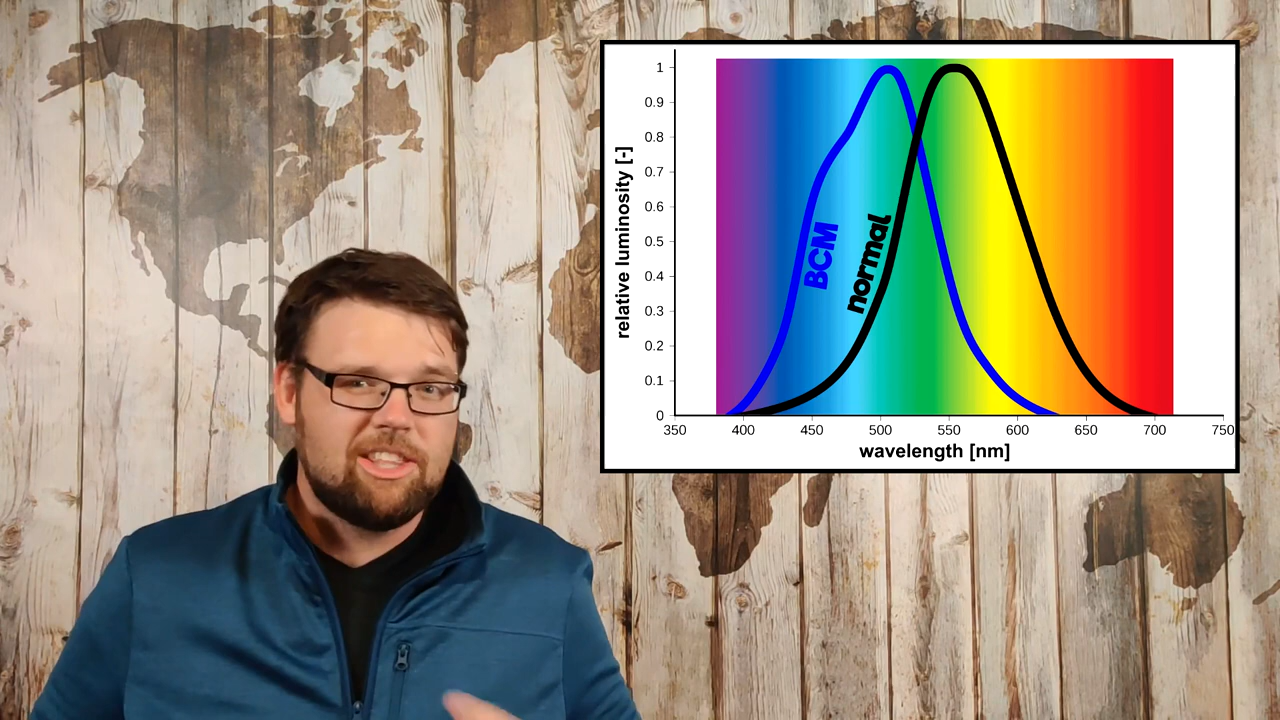 1
0.9
0.8
0.7
0.6
0.5
0.4
0.3
0.2
0.1
0
relative luminosity [-]
BCM
normal
350 400 450 500 550 600 650 700 750
wavelength [nm]